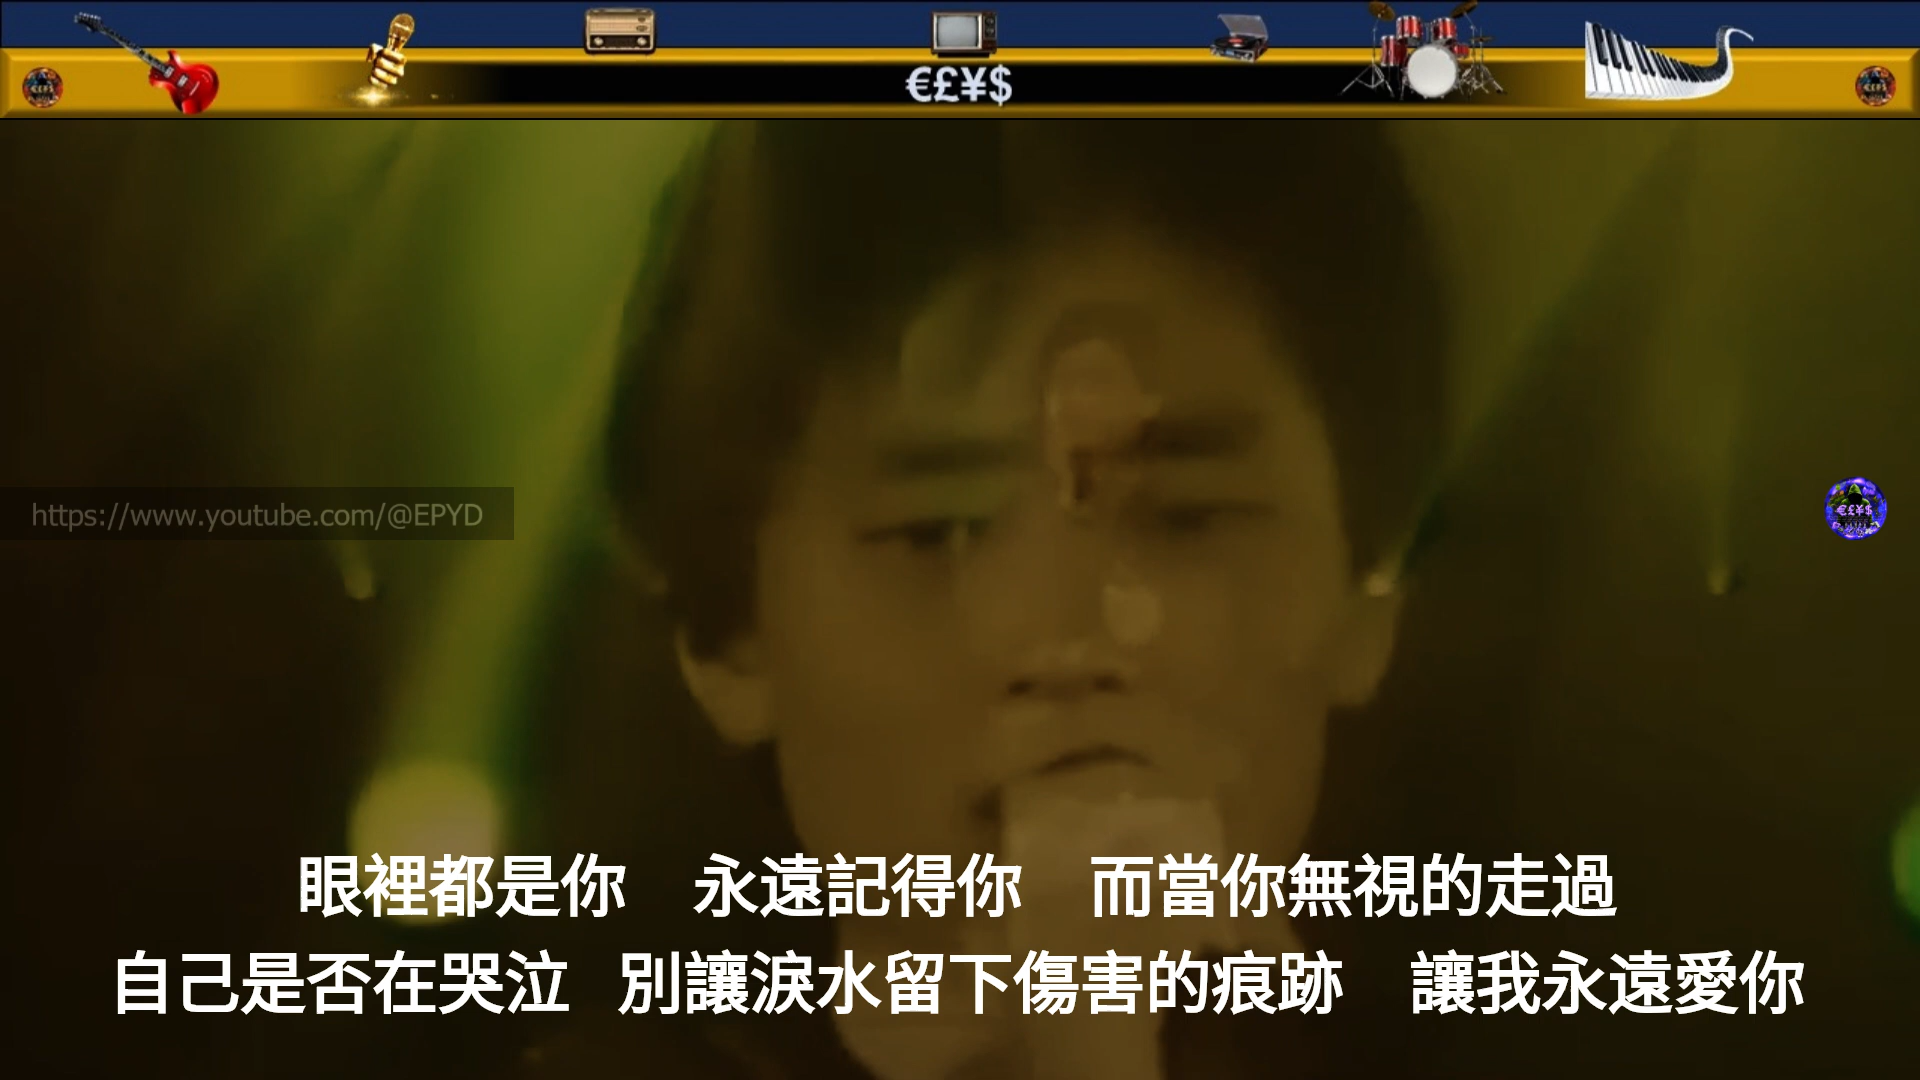 €£¥$
https://www.youtube.com/@EPYD
€£¥$
眼裡都是你 永遠記得你 而當你無視的走過
自己是否在哭泣 別讓淚水留下傷害的痕跡 讓我永遠愛你